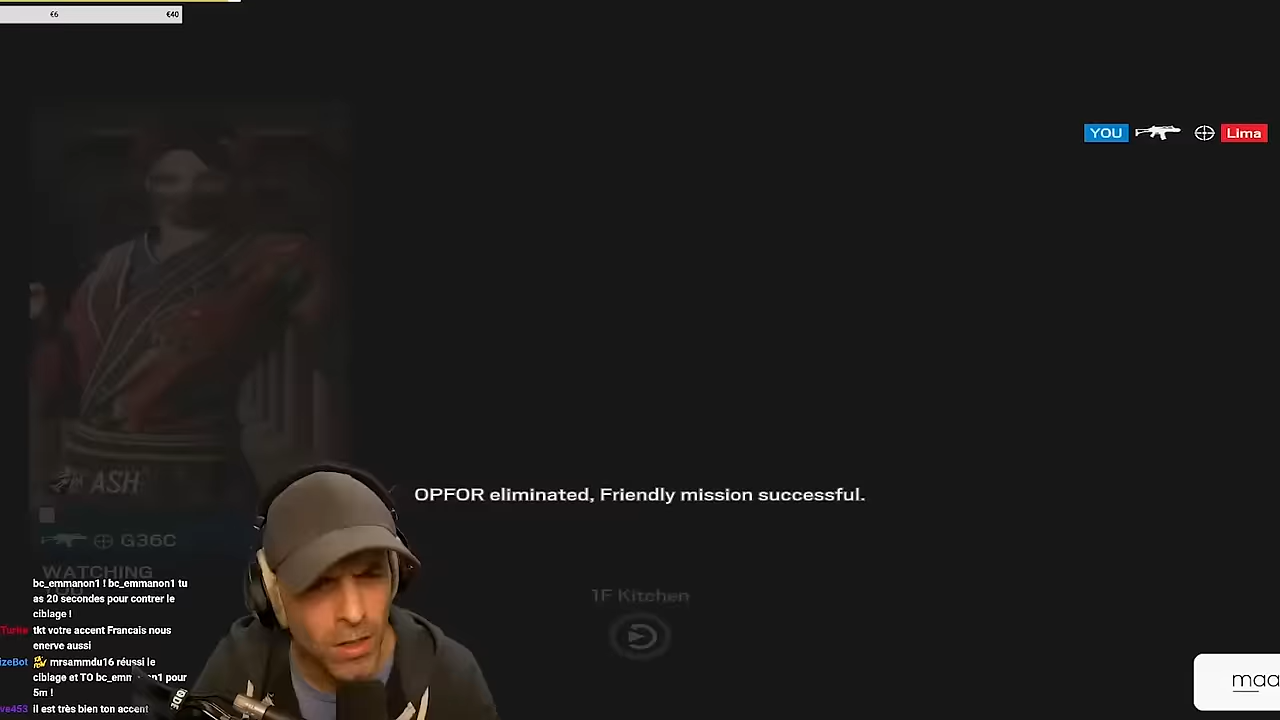 €6 €40
YOU Lima
ASH
OPFOR eliminated, Friendly mission successful.
G36C
WATCHING
YOU
1F Kitchen
bc_emmanon1 ! bc_emmanon1 tu
as 20 secondes pour contrer le
ciblage !
tkt votre accent Francais nous
enerve aussi
mrsammdu16 réussi le
ciblage et TO pour
5m !
il est très bien ton accent